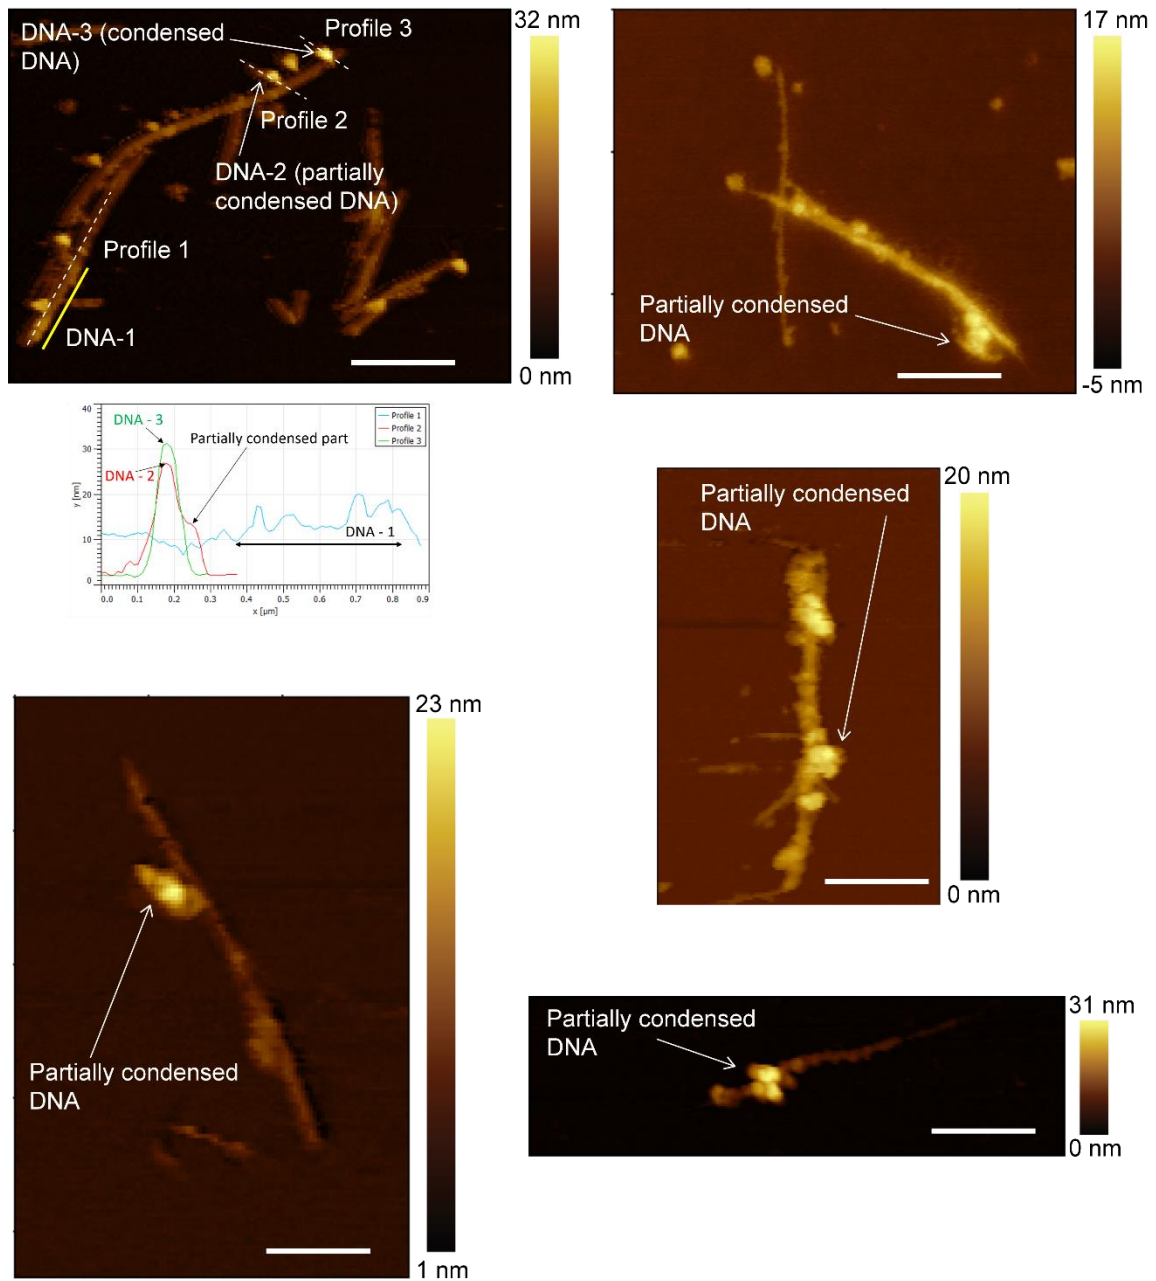 DNA-3 (condensed
DNA)
Profile 3
Profile 2
DNA-2 (partially
condensed DNA)
Profile 1
DNA-1
32 nm
0 nm
Partially condensed
DNA
17 nm
-5 nm
40
30
20
10
0
y [nm]
DNA - 3
DNA - 2
Partially condensed part
DNA - 1
Profile 1
Profile 2
Profile 3
0.0 0.1 0.2 0.3 0.4 0.5 0.6 0.7 0.8 0.9
x [µm]
Partially condensed
DNA
20 nm
0 nm
Partially condensed
DNA
23 nm
1 nm
Partially condensed
DNA
31 nm
0 nm